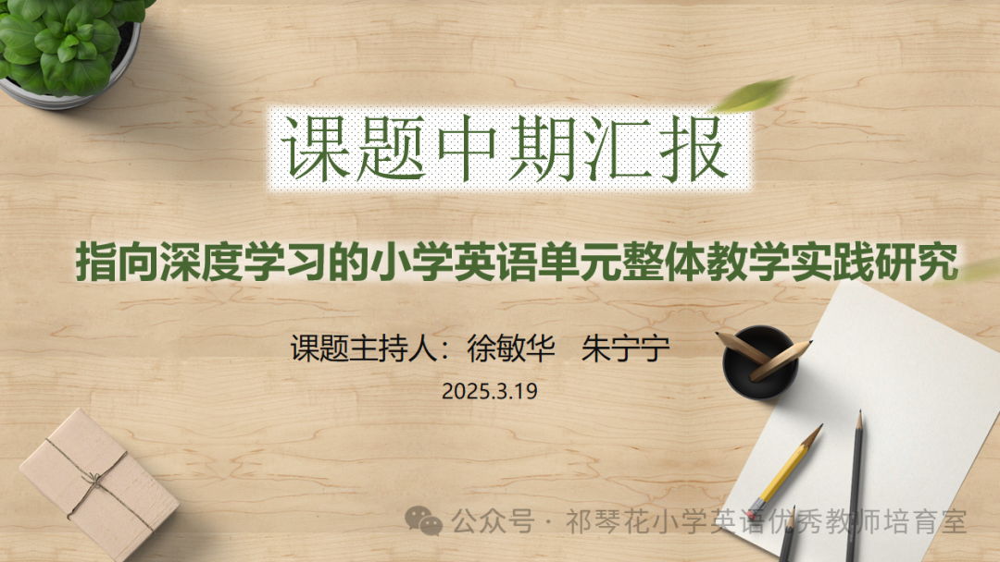 课题中期汇报
指向深度学习的小学英语单元整体教学实践研究
课题主持人：徐敏华 朱宁宁
2025.3.19
公众号·祁琴花小学英语优秀教师培育室